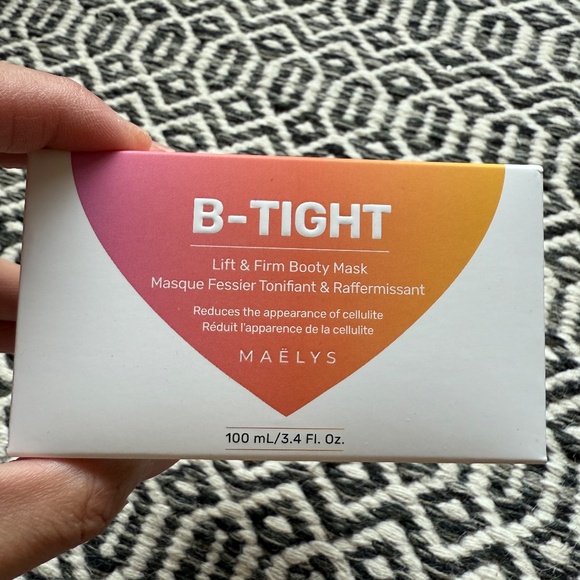 B-TIGHT
Lift & Firm Booty Mask
Masque Fessier Tonifiant & Raffermissant
Reduces the appearance of cellulite
Réduit l'apparence de la cellulite
MAËLYS
100 mL/3.4 Fl. Oz.